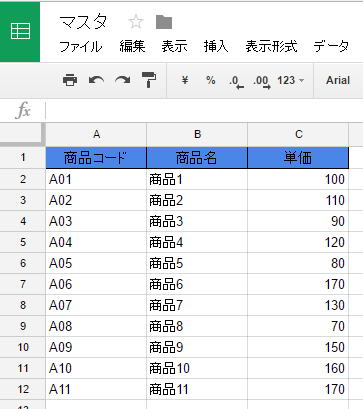 マスタ
ファイル 編集 表示 挿入 表示形式 データ
¥ % .0 .00 123 Arial
fx
A B C
1 商品コード 商品名 単価
2 A01 商品1 100
3 A02 商品2 110
4 A03 商品3 90
5 A04 商品4 120
6 A05 商品5 80
7 A06 商品6 170
8 A07 商品7 130
9 A08 商品8 70
10 A09 商品9 150
11 A10 商品10 160
12 A11 商品11 170